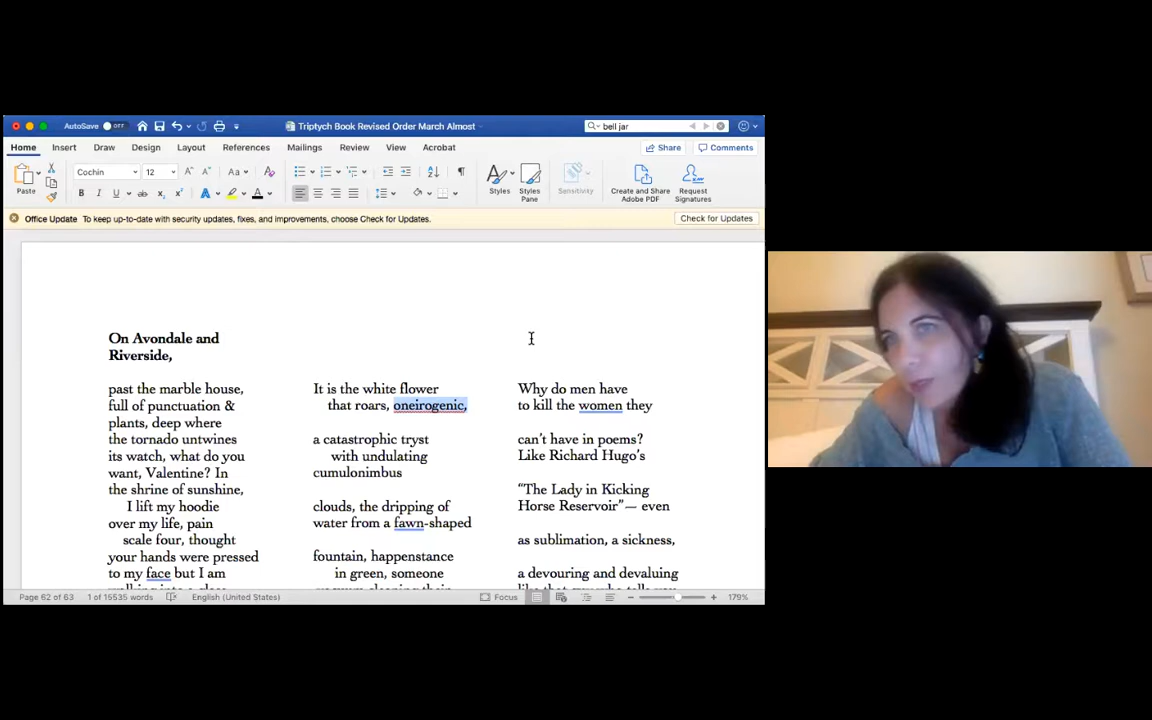 AutoSave OFF
Triptych Book Revised Order March Almost
bell jar
Home Insert Draw Design Layout References Mailings Review View Acrobat
Share Comments
Paste
Cochin 12
Styles
Styles Pane
Sensitivity
Create and Share Adobe PDF
Request Signatures
Office Update To keep up-to-date with security updates, fixes, and improvements, choose Check for Updates.
Check for Updates
On Avondale and
Riverside,
past the marble house,
full of punctuation &
plants, deep where
the tornado untwines
its watch, what do you
want, Valentine? In
the shrine of sunshine,
I lift my hoodie
over my life, pain
scale four, thought
your hands were pressed
to my face but I am
It is the white flower
that roars, oneirogenic,
a catastrophic tryst
with undulating
cumulonimbus
clouds, the dripping of
water from a fawn-shaped
fountain, happenstance
in green, someone
Why do men have
to kill the women they
can't have in poems?
Like Richard Hugo's
“The Lady in Kicking
Horse Reservoir”— even
as sublimation, a sickness,
a devouring and devaluing
Page 62 of 63 1 of 15535 words English (United States)
Focus
179%